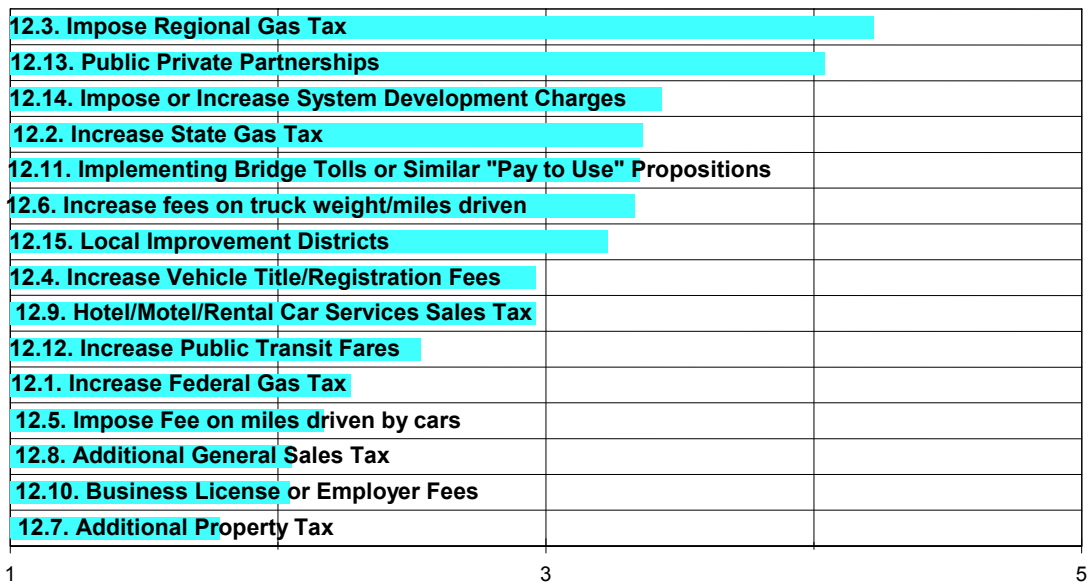 12.3. Impose Regional Gas Tax
12.13. Public Private Partnerships
12.14. Impose or Increase System Development Charges
12.2. Increase State Gas Tax
12.11. Implementing Bridge Tolls or Similar "Pay to Use" Propositions
12.6. Increase fees on truck weight/miles driven
12.15. Local Improvement Districts
12.4. Increase Vehicle Title/Registration Fees
12.9. Hotel/Motel/Rental Car Services Sales Tax
12.12. Increase Public Transit Fares
12.1. Increase Federal Gas Tax
12.5. Impose Fee on miles driven by cars
12.8. Additional General Sales Tax
12.10. Business License or Employer Fees
12.7. Additional Property Tax
1 3 5